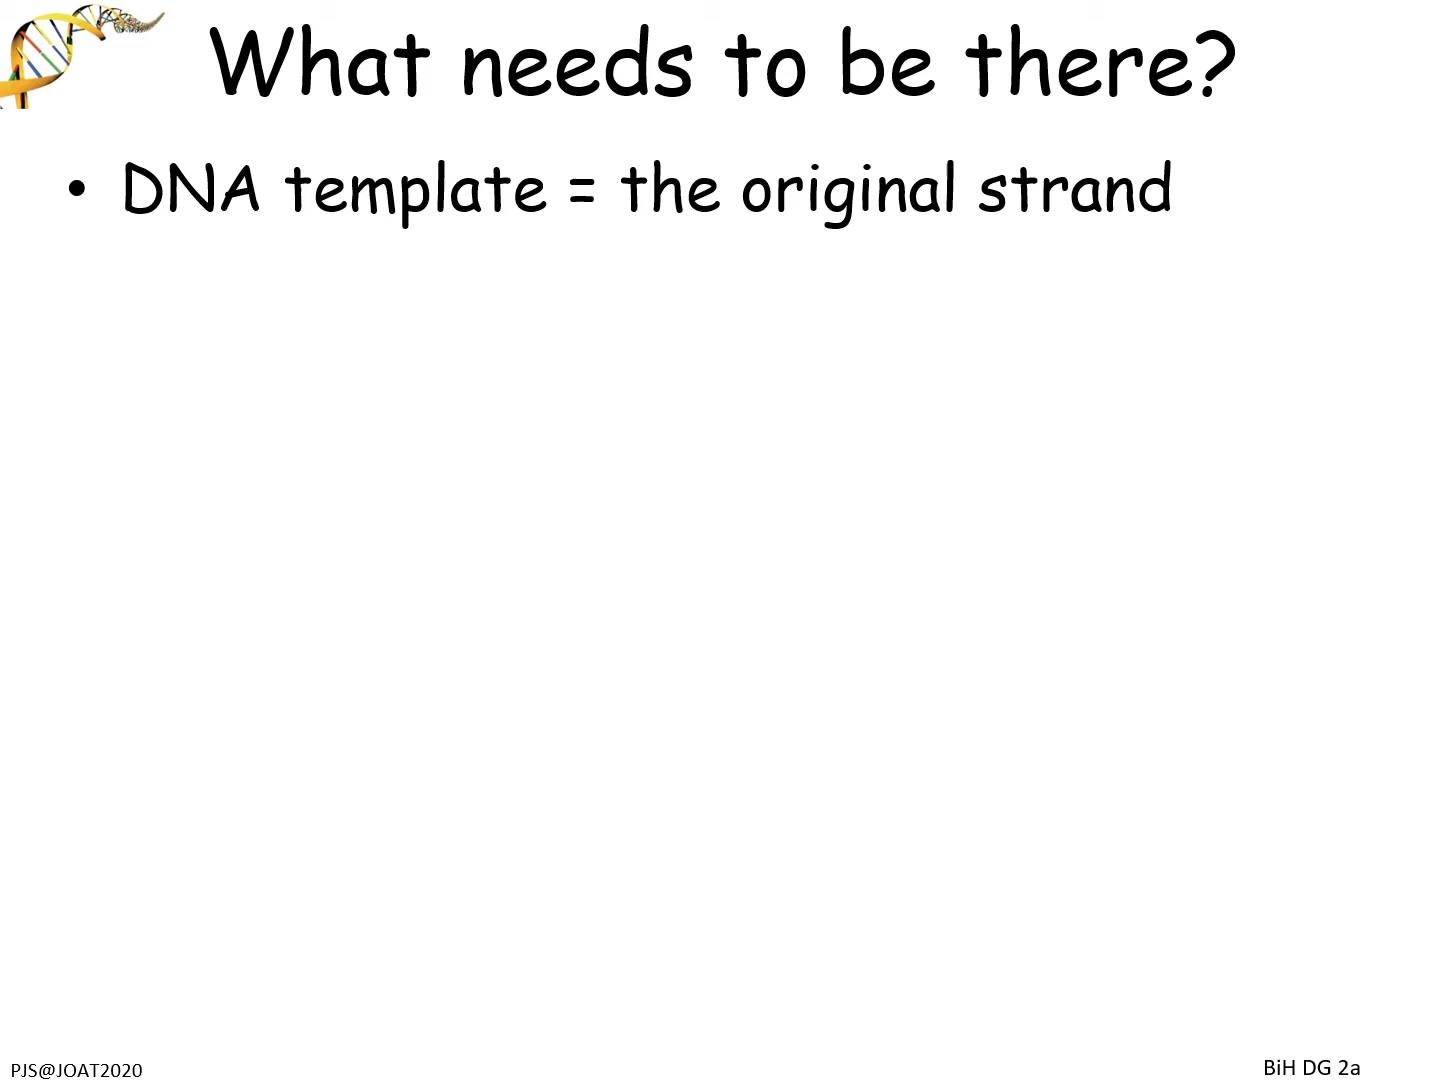 What needs to be there?
• DNA template = the original strand
PJS@JOAT2020
BiH DG 2a